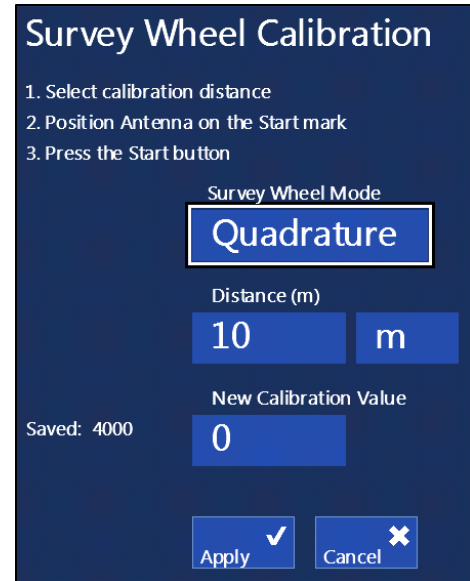 Survey Wheel Calibration
1. Select calibration distance
2. Position Antenna on the Start mark
3. Press the Start button
Survey Wheel Mode
Quadrature
Distance (m)
10 m
New Calibration Value
Saved: 4000 0
Apply Cancel